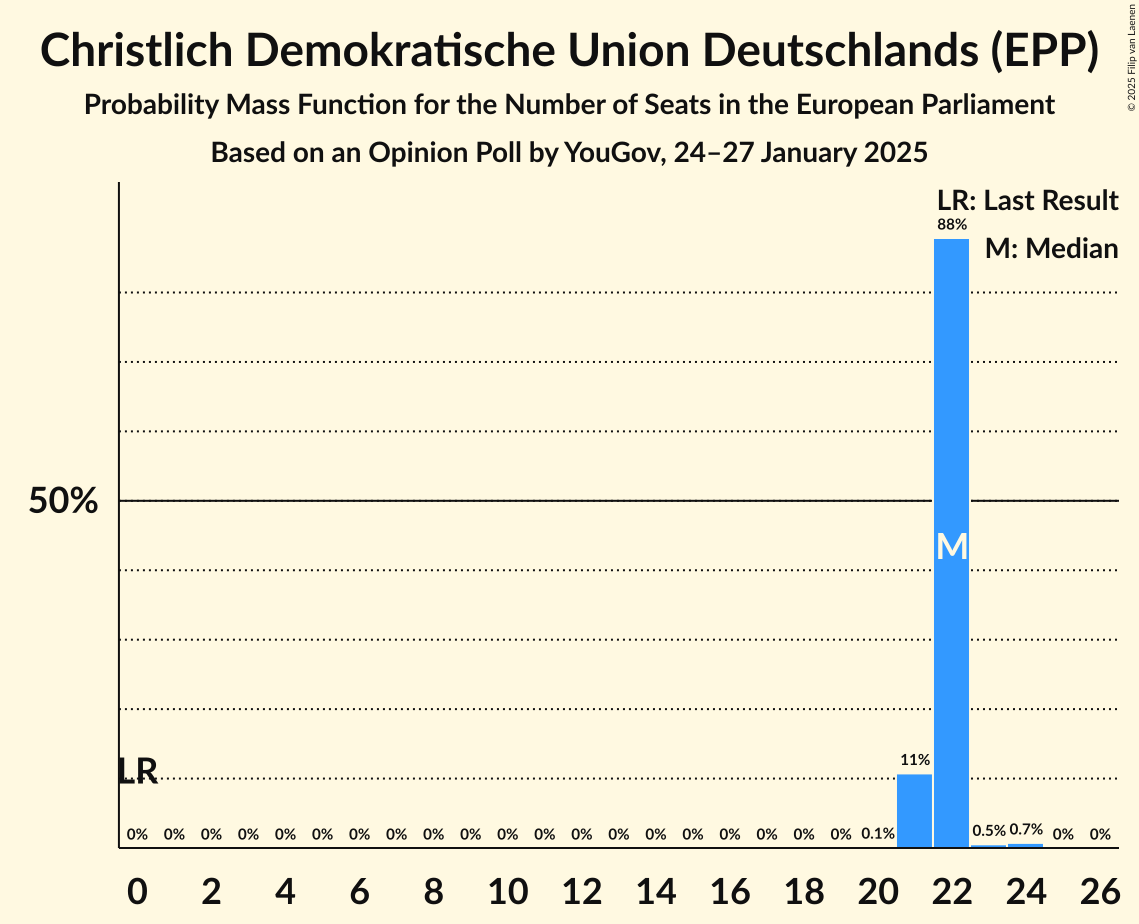 Christlich Demokratische Union Deutschlands (EPP)
Probability Mass Function for the Number of Seats in the European Parliament
Based on an Opinion Poll by YouGov, 24–27 January 2025
© 2025 Filip van Laenen
LR: Last Result
M: Median
88%
50%
M
LR
11%
0% 0% 0% 0% 0% 0% 0% 0% 0% 0% 0% 0% 0% 0% 0% 0% 0% 0% 0% 0% 0.1% 0.5% 0.7% 0% 0%
0 2 4 6 8 10 12 14 16 18 20 22 24 26